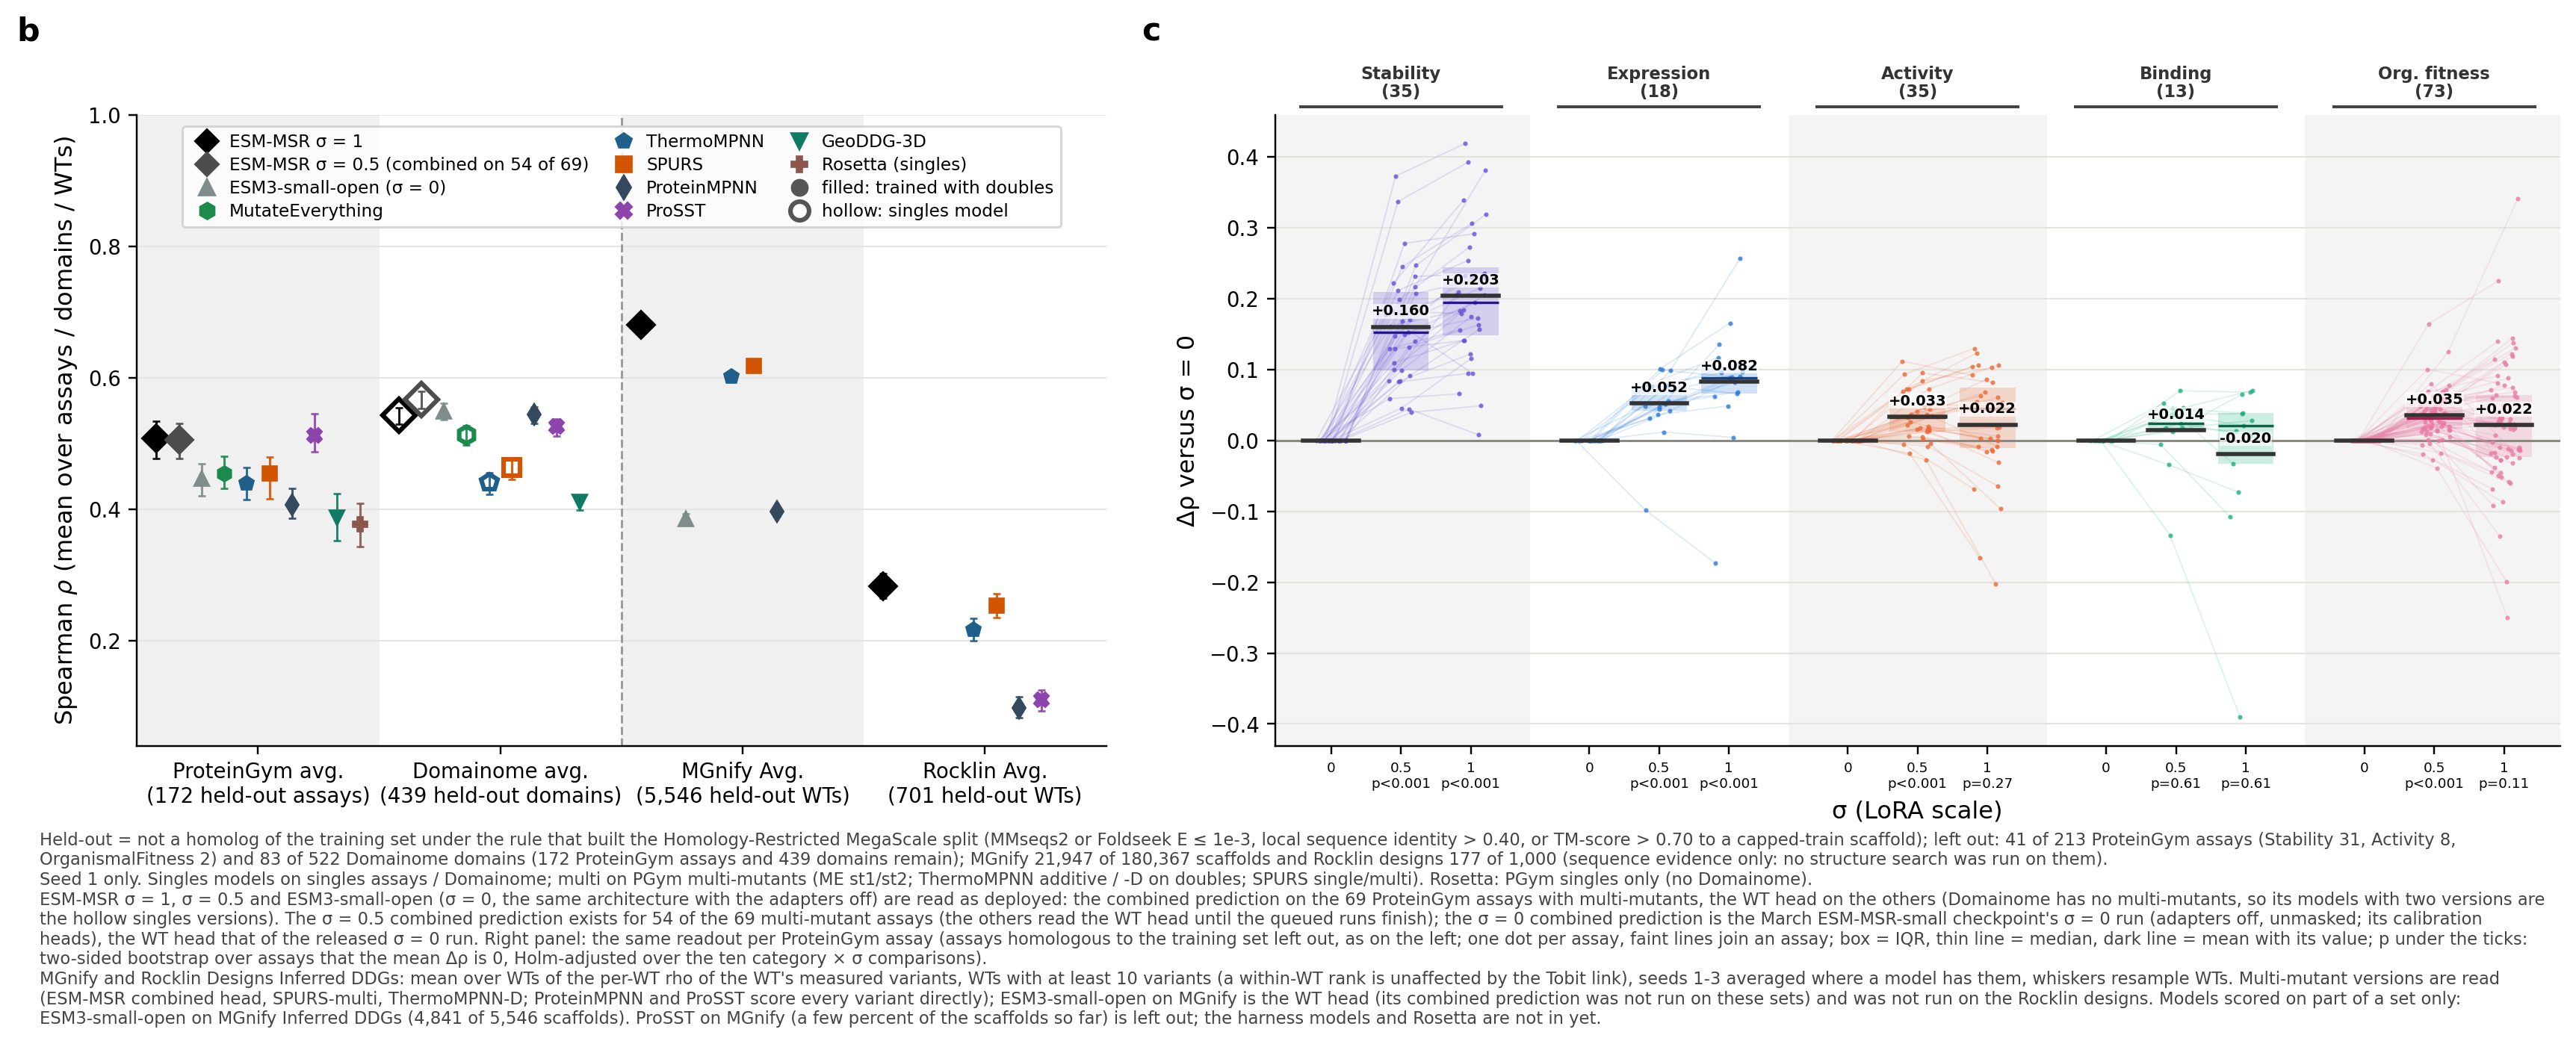 b
c
Stability
(35)
Expression
(18)
Activity
(35)
Binding
(13)
Org. fitness
(73)
Spearman ρ (mean over assays / domains / WTs)
1.0
0.8
0.6
0.4
0.2
ESM-MSR σ = 1
ESM-MSR σ = 0.5 (combined on 54 of 69)
ESM3-small-open (σ = 0)
MutateEverything
ThermoMPNN
SPURS
ProteinMPNN
ProSST
GeoDDG-3D
Rosetta (singles)
filled: trained with doubles
hollow: singles model
ProteinGym avg.
(172 held-out assays)
Domainome avg.
(439 held-out domains)
MGnify Avg.
(5,546 held-out WTs)
Rocklin Avg.
(701 held-out WTs)
Δρ versus σ = 0
0.4
0.3
0.2
0.1
0.0
−0.1
−0.2
−0.3
−0.4
+0.160
+0.203
+0.052
+0.082
+0.033
+0.022
+0.014
-0.020
+0.035
+0.022
0
0.5
p<0.001
1
p<0.001
0
0.5
p<0.001
1
p<0.001
0
0.5
p<0.001
1
p=0.27
0
0.5
p=0.61
1
p=0.61
0
0.5
p<0.001
1
p=0.11
σ (LoRA scale)
Held-out = not a homolog of the training set under the rule that built the Homology-Restricted MegaScale split (MMseqs2 or Foldseek E ≤ 1e-3, local sequence identity > 0.40, or TM-score > 0.70 to a capped-train scaffold); left out: 41 of 213 ProteinGym assays (Stability 31, Activity 8,
OrganismalFitness 2) and 83 of 522 Domainome domains (172 ProteinGym assays and 439 domains remain); MGnify 21,947 of 180,367 scaffolds and Rocklin designs 177 of 1,000 (sequence evidence only: no structure search was run on them).
Seed 1 only. Singles models on singles assays / Domainome; multi on PGym multi-mutants (ME st1/st2; ThermoMPNN additive / -D on doubles; SPURS single/multi). Rosetta: PGym singles only (no Domainome).
ESM-MSR σ = 1, σ = 0.5 and ESM3-small-open (σ = 0, the same architecture with the adapters off) are read as deployed: the combined prediction on the 69 ProteinGym assays with multi-mutants, the WT head on the others (Domainome has no multi-mutants, so its models with two versions are
the hollow singles versions). The σ = 0.5 combined prediction exists for 54 of the 69 multi-mutant assays (the others read the WT head until the queued runs finish); the σ = 0 combined prediction is the March ESM-MSR-small checkpoint's σ = 0 run (adapters off, unmasked; its calibration
heads), the WT head that of the released σ = 0 run. Right panel: the same readout per ProteinGym assay (assays homologous to the training set left out, as on the left; one dot per assay, faint lines join an assay; box = IQR, thin line = median, dark line = mean with its value; p under the ticks:
two-sided bootstrap over assays that the mean Δρ is 0, Holm-adjusted over the ten category × σ comparisons).
MGnify and Rocklin Designs Inferred DDGs: mean over WTs of the per-WT rho of the WT's measured variants, WTs with at least 10 variants (a within-WT rank is unaffected by the Tobit link), seeds 1-3 averaged where a model has them, whiskers resample WTs. Multi-mutant versions are read
(ESM-MSR combined head, SPURS-multi, ThermoMPNN-D; ProteinMPNN and ProSST score every variant directly); ESM3-small-open on MGnify is the WT head (its combined prediction was not run on these sets) and was not run on the Rocklin designs. Models scored on part of a set only:
ESM3-small-open on MGnify Inferred DDGs (4,841 of 5,546 scaffolds). ProSST on MGnify (a few percent of the scaffolds so far) is left out; the harness models and Rosetta are not in yet.